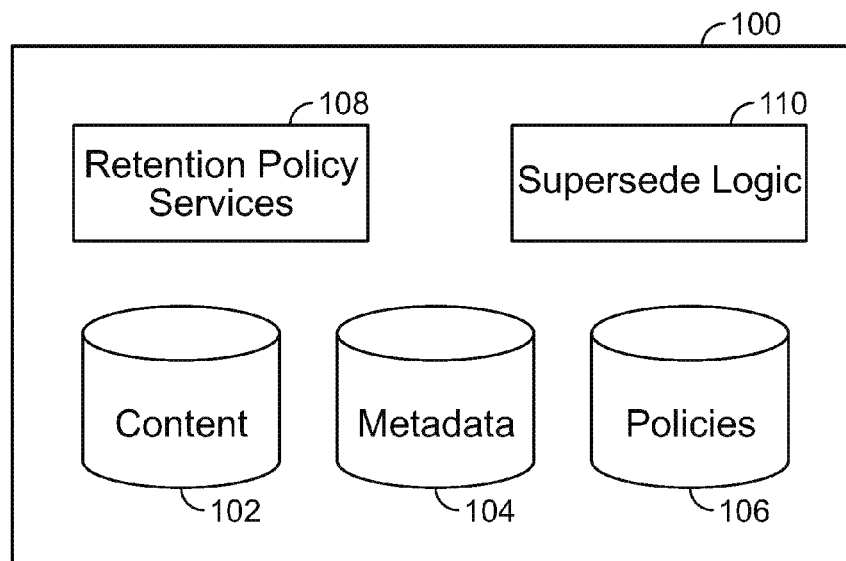 100
108
110
Retention Policy
Services
Supersede Logic
Content
Metadata
Policies
102
104
106